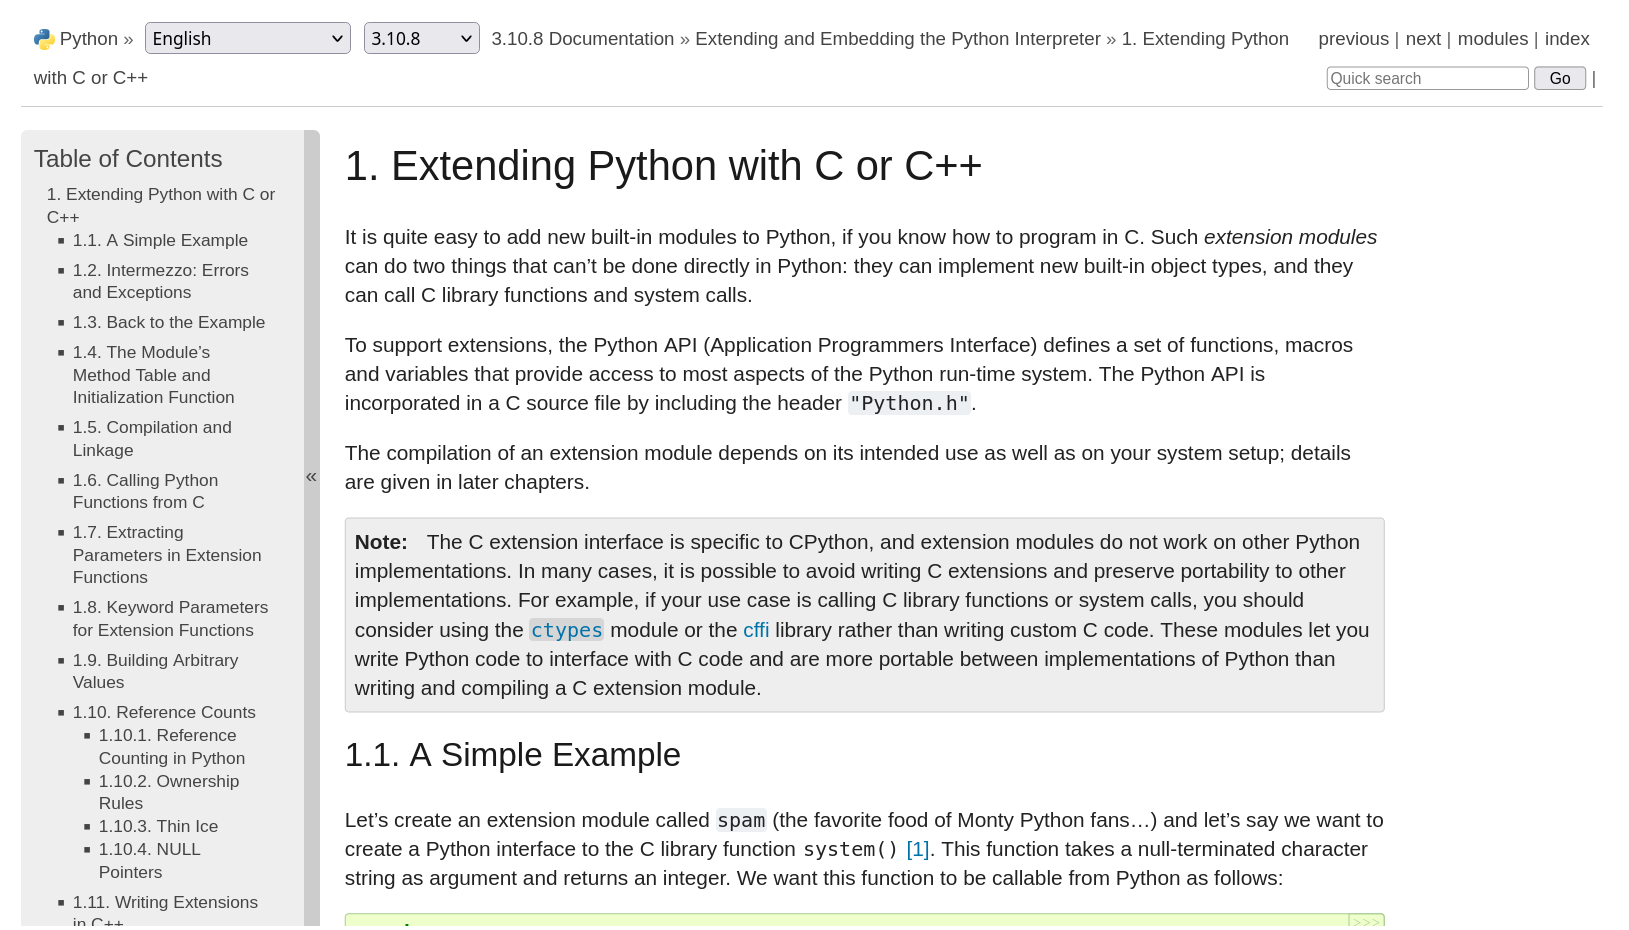 Python » English 3.10.8 3.10.8 Documentation » Extending and Embedding the Python Interpreter » 1. Extending Python previous | next | modules | index
with C or C++ Quick search Go |
Table of Contents
1. Extending Python with C or
C++
▪ 1.1. A Simple Example
▪ 1.2. Intermezzo: Errors
and Exceptions
▪ 1.3. Back to the Example
▪ 1.4. The Module’s
Method Table and
Initialization Function
▪ 1.5. Compilation and
Linkage
▪ 1.6. Calling Python
Functions from C
▪ 1.7. Extracting
Parameters in Extension
Functions
▪ 1.8. Keyword Parameters
for Extension Functions
▪ 1.9. Building Arbitrary
Values
▪ 1.10. Reference Counts
▪ 1.10.1. Reference
Counting in Python
▪ 1.10.2. Ownership
Rules
▪ 1.10.3. Thin Ice
▪ 1.10.4. NULL
Pointers
▪ 1.11. Writing Extensions
in C++
«
1. Extending Python with C or C++
It is quite easy to add new built-in modules to Python, if you know how to program in C. Such extension modules
can do two things that can’t be done directly in Python: they can implement new built-in object types, and they
can call C library functions and system calls.
To support extensions, the Python API (Application Programmers Interface) defines a set of functions, macros
and variables that provide access to most aspects of the Python run-time system. The Python API is
incorporated in a C source file by including the header "Python.h".
The compilation of an extension module depends on its intended use as well as on your system setup; details
are given in later chapters.
Note: The C extension interface is specific to CPython, and extension modules do not work on other Python
implementations. In many cases, it is possible to avoid writing C extensions and preserve portability to other
implementations. For example, if your use case is calling C library functions or system calls, you should
consider using the ctypes module or the cffi library rather than writing custom C code. These modules let you
write Python code to interface with C code and are more portable between implementations of Python than
writing and compiling a C extension module.
1.1. A Simple Example
Let’s create an extension module called spam (the favorite food of Monty Python fans…) and let’s say we want to
create a Python interface to the C library function system() [1]. This function takes a null-terminated character
string as argument and returns an integer. We want this function to be callable from Python as follows:
>>>